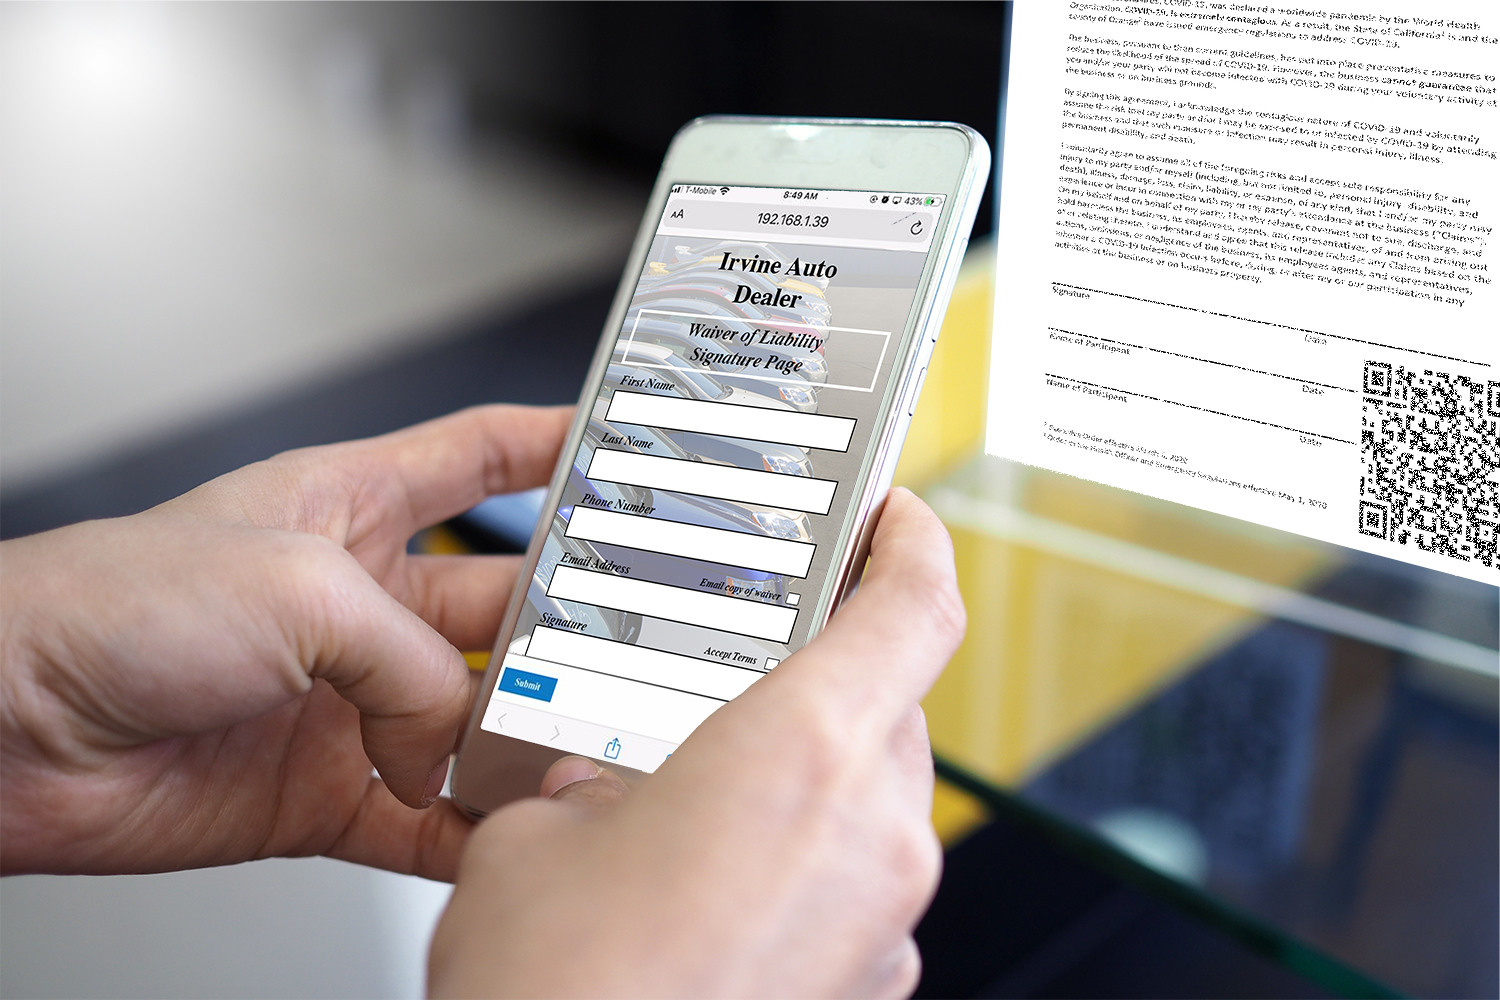 T-Mobile 8:49 AM 43%
AA 192.168.1.39
Irvine Auto
Dealer
Waiver of Liability
Signature Page
First Name
Last Name
Phone Number
Email Address
Email copy of waiver
Signature
Accept Terms
Submit
COVID-19, was declared a worldwide pandemic by the World Health
Organization. COVID-19, is extremely contagious. As a result, the State of California¹ is and the
county of Orange² have issued emergency regulations to address COVID-19.
The business, pursuant to than current guidelines, has put into place preventative measures to
reduce the likelihood of the spread of COVID-19. However, the business cannot guarantee that
you and/or your party will not become infected with COVID-19 during your voluntary activity at
the business or on business grounds.
By signing this agreement, I acknowledge the contagious nature of COVID-19 and voluntarily
assume the risk that my party and/or I may be exposed to or infected by COVID-19 by attending
the business and that such exposure or infection may result in personal injury, illness,
permanent disability, and death.
I voluntarily agree to assume all of the foregoing risks and accept sole responsibility for any
injury to my party and/or myself (including, but not limited to, personal injury, disability, and
death), illness, damage, loss, claim, liability, or expense, of any kind, that I and/or my party may
experience or incur in connection with my or my party's attendance at the business ("Claims").
On my behalf and on behalf of my party, I hereby release, covenant not to sue, discharge, and
hold harmless the business, its employees, agents, and representatives, of and from
or relating thereto. I understand and agree that this release includes any Claims based on the
actions, omissions, or negligence of the business, its employees agents, and representatives,
whether a COVID-19 infection occurs before, during, or after my or our participation in any
activities at the business or on business property.
Signature Date
Name of Participant Date
Name of Participant Date
¹ Executive Order effective March 4, 2020
² Order of the Health Officer and Emergency Regulations effective May 1, 2020